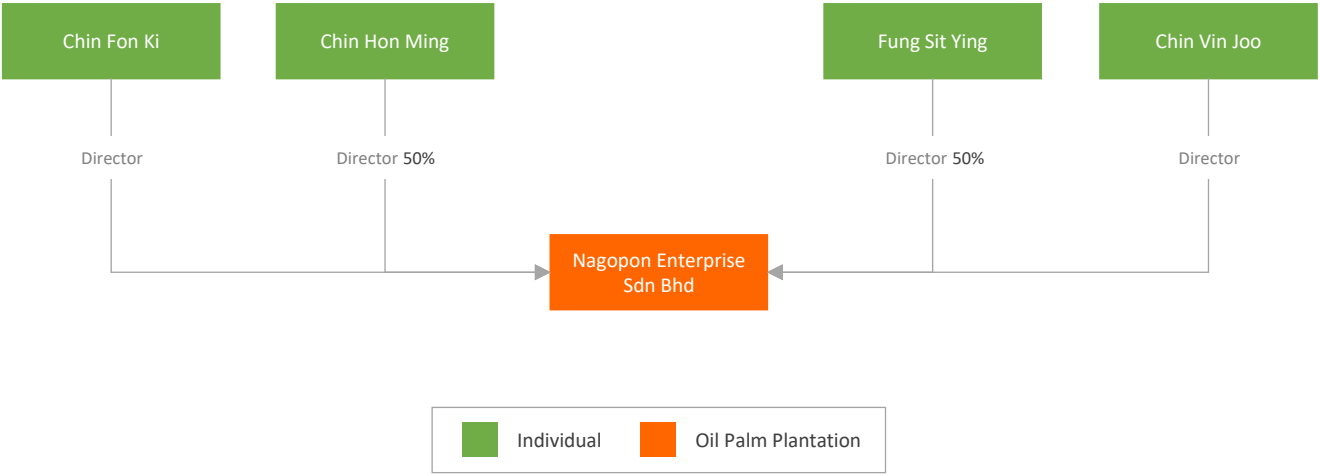 Chin Fon Ki
Chin Hon Ming
Fung Sit Ying
Chin Vin Joo
Director
Director 50%
Director 50%
Director
Nagopon Enterprise
Sdn Bhd
Individual
Oil Palm Plantation